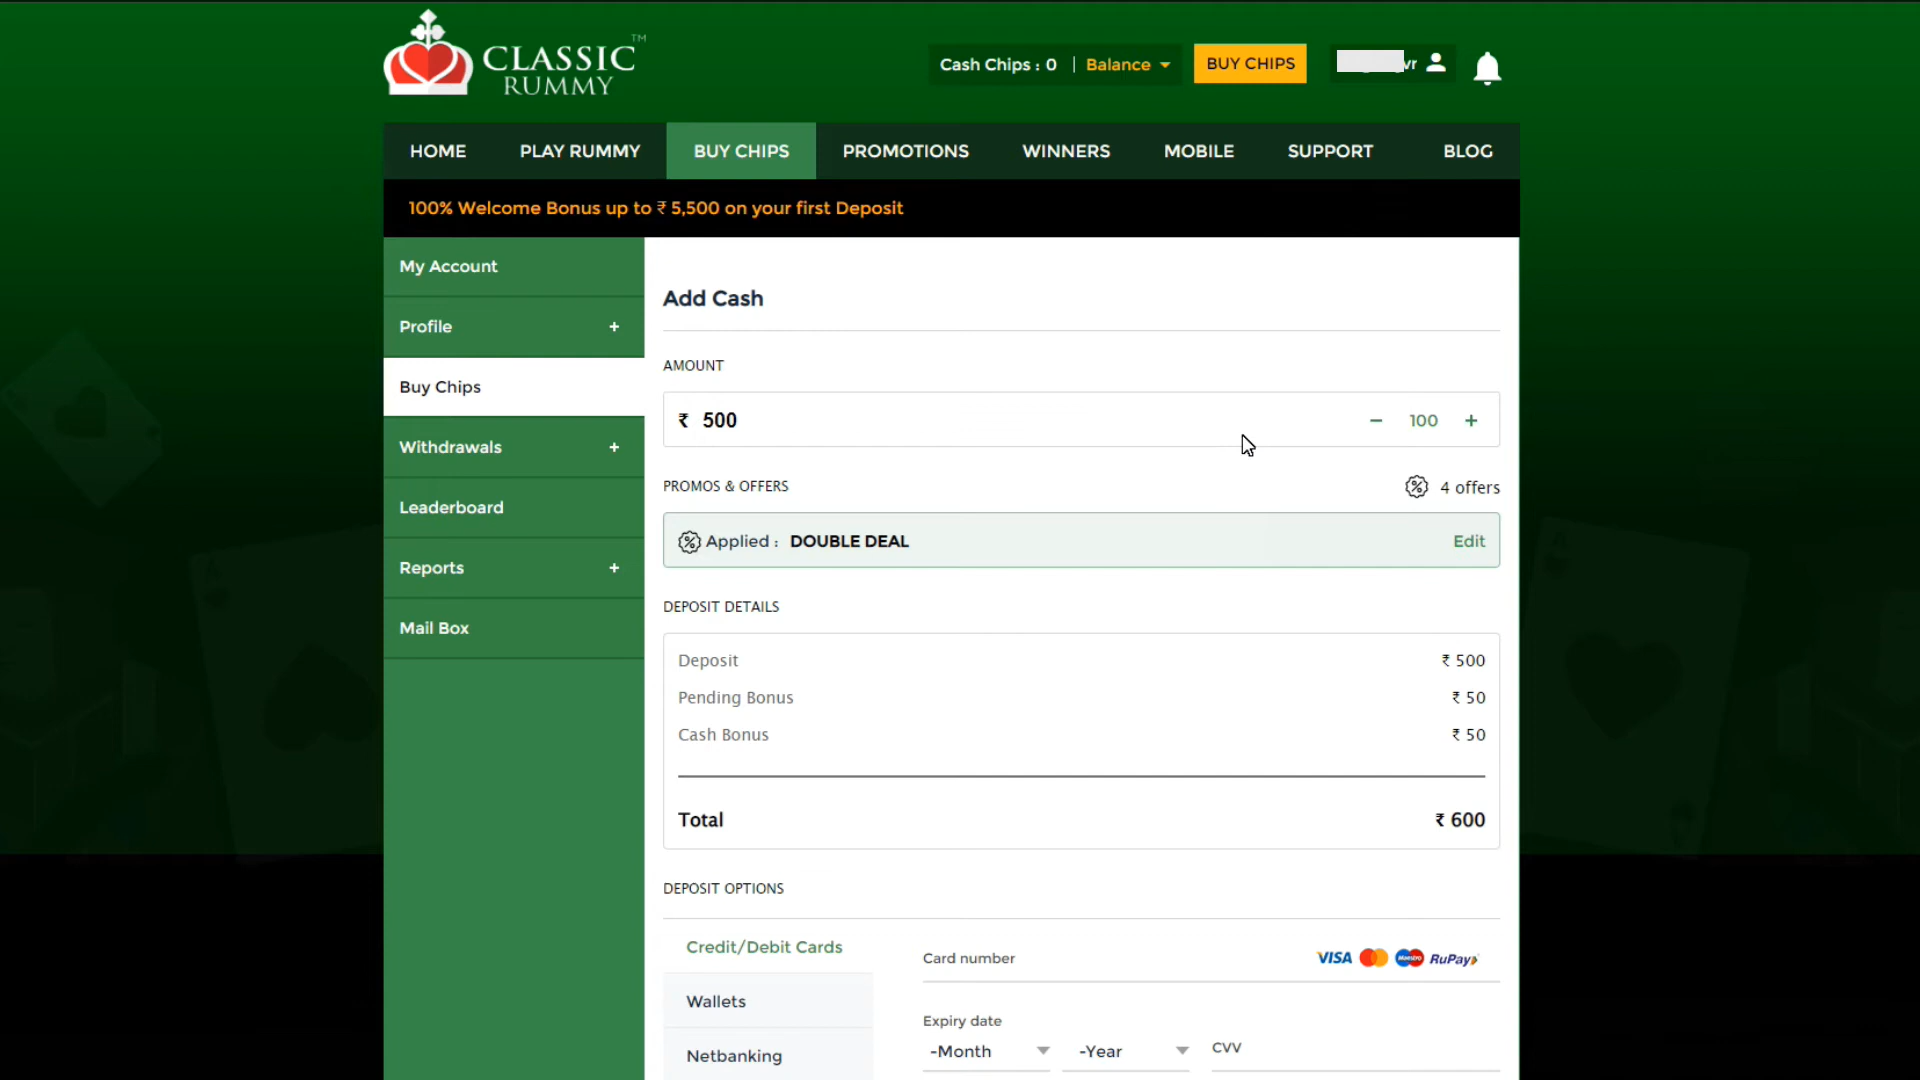 CLASSIC RUMMY™
Cash Chips : 0 | Balance
BUY CHIPS
vr
HOME PLAY RUMMY BUY CHIPS PROMOTIONS WINNERS MOBILE SUPPORT BLOG
100% Welcome Bonus up to ₹ 5,500 on your first Deposit
My Account
Profile +
Buy Chips
Withdrawals +
Leaderboard
Reports +
Mail Box
Add Cash
AMOUNT
₹ 500 − 100 +
PROMOS & OFFERS 4 offers
Applied : DOUBLE DEAL Edit
DEPOSIT DETAILS
Deposit ₹ 500
Pending Bonus ₹ 50
Cash Bonus ₹ 50
Total ₹ 600
DEPOSIT OPTIONS
Credit/Debit Cards
Wallets
Netbanking
Card number VISA Maestro RuPay
Expiry date
-Month -Year CVV